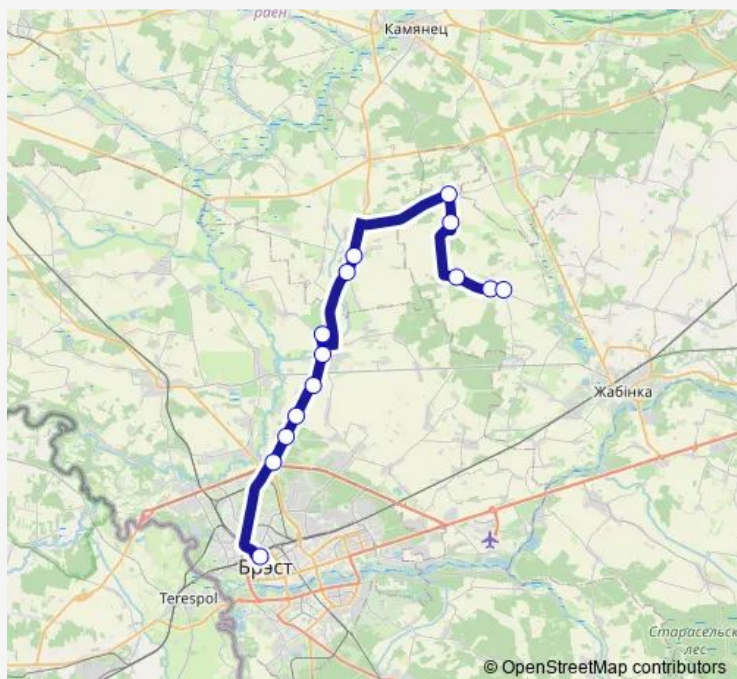 раен
Камянец
Жабінка
Брэст
Terespol
Старасельск
лес
© OpenStreetMap contributors